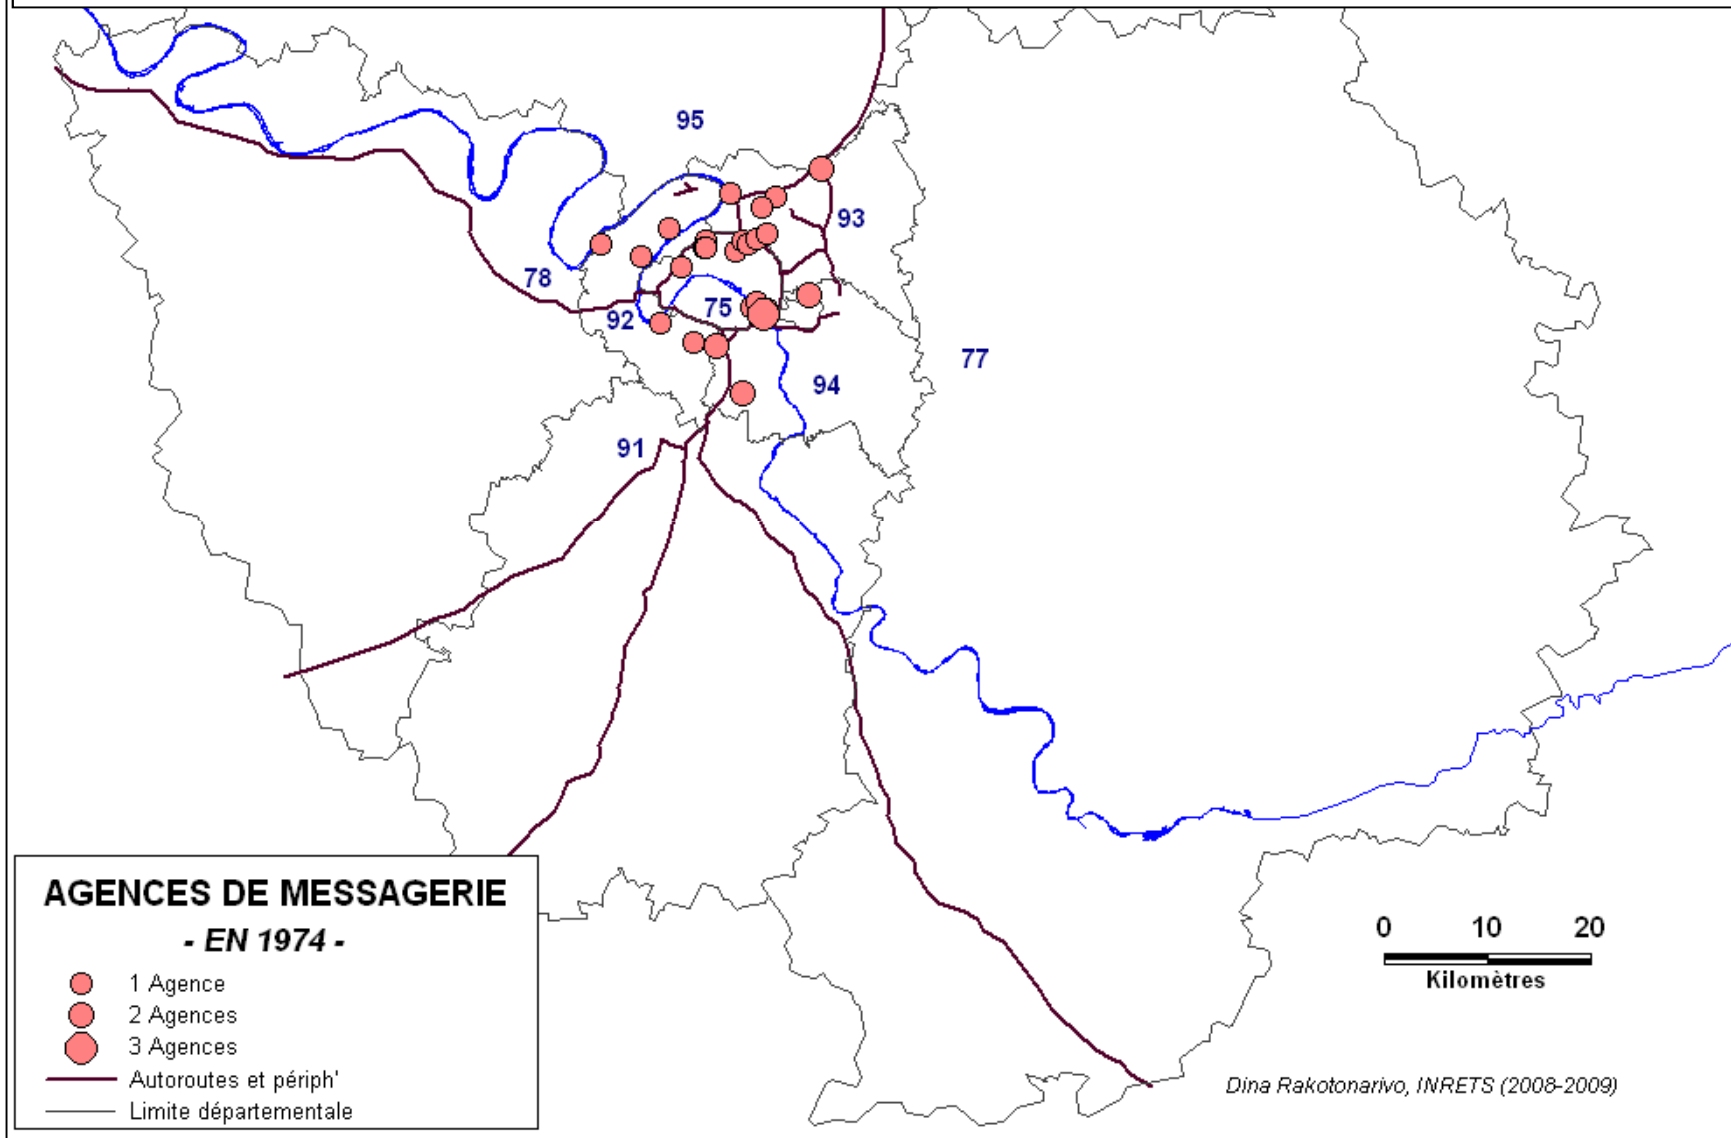 95
93
78
75
92
77
94
91
AGENCES DE MESSAGERIE
- EN 1974 -
1 Agence
2 Agences
3 Agences
Autoroutes et périph'
Limite départementale
0 10 20
Kilomètres
Dina Rakotonarivo, INRETS (2008-2009)